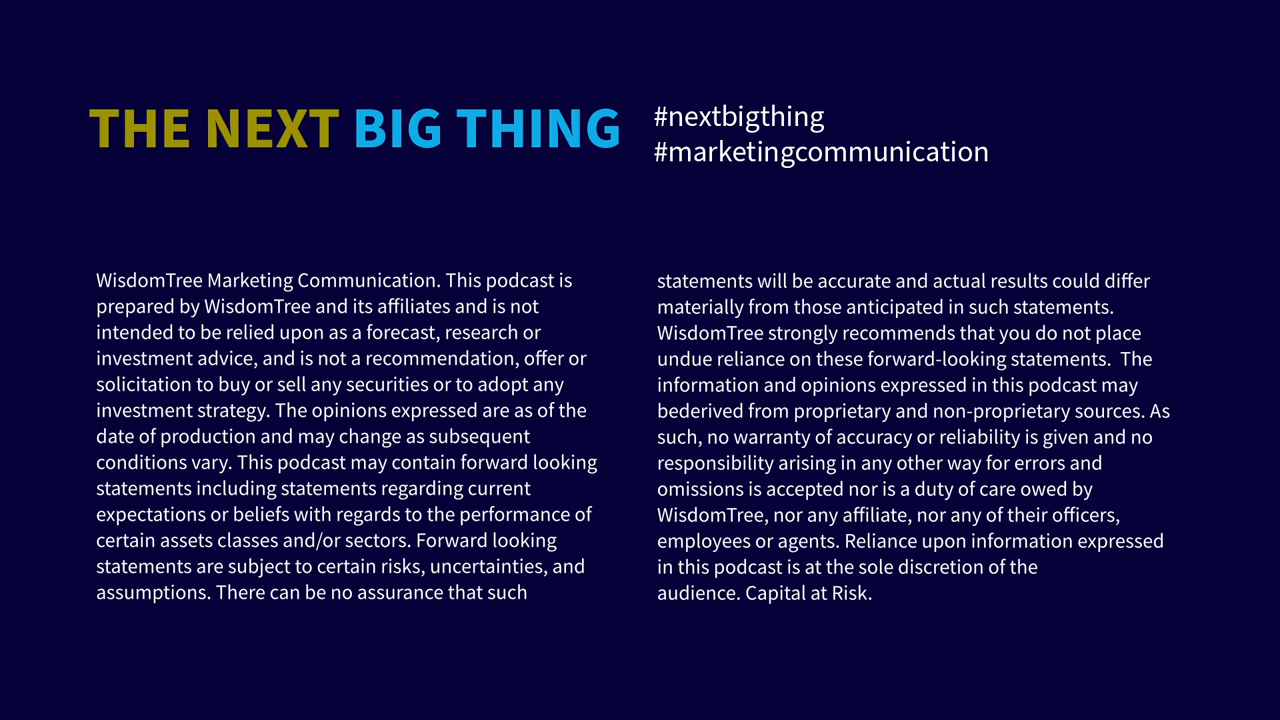 THE NEXT BIG THING
#nextbigthing
#marketingcommunication
WisdomTree Marketing Communication. This podcast is
prepared by WisdomTree and its affiliates and is not
intended to be relied upon as a forecast, research or
investment advice, and is not a recommendation, offer or
solicitation to buy or sell any securities or to adopt any
investment strategy. The opinions expressed are as of the
date of production and may change as subsequent
conditions vary. This podcast may contain forward looking
statements including statements regarding current
expectations or beliefs with regards to the performance of
certain assets classes and/or sectors. Forward looking
statements are subject to certain risks, uncertainties, and
assumptions. There can be no assurance that such
statements will be accurate and actual results could differ
materially from those anticipated in such statements.
WisdomTree strongly recommends that you do not place
undue reliance on these forward-looking statements.  The
information and opinions expressed in this podcast may
bederived from proprietary and non-proprietary sources. As
such, no warranty of accuracy or reliability is given and no
responsibility arising in any other way for errors and
omissions is accepted nor is a duty of care owed by
WisdomTree, nor any affiliate, nor any of their officers,
employees or agents. Reliance upon information expressed
in this podcast is at the sole discretion of the
audience. Capital at Risk.